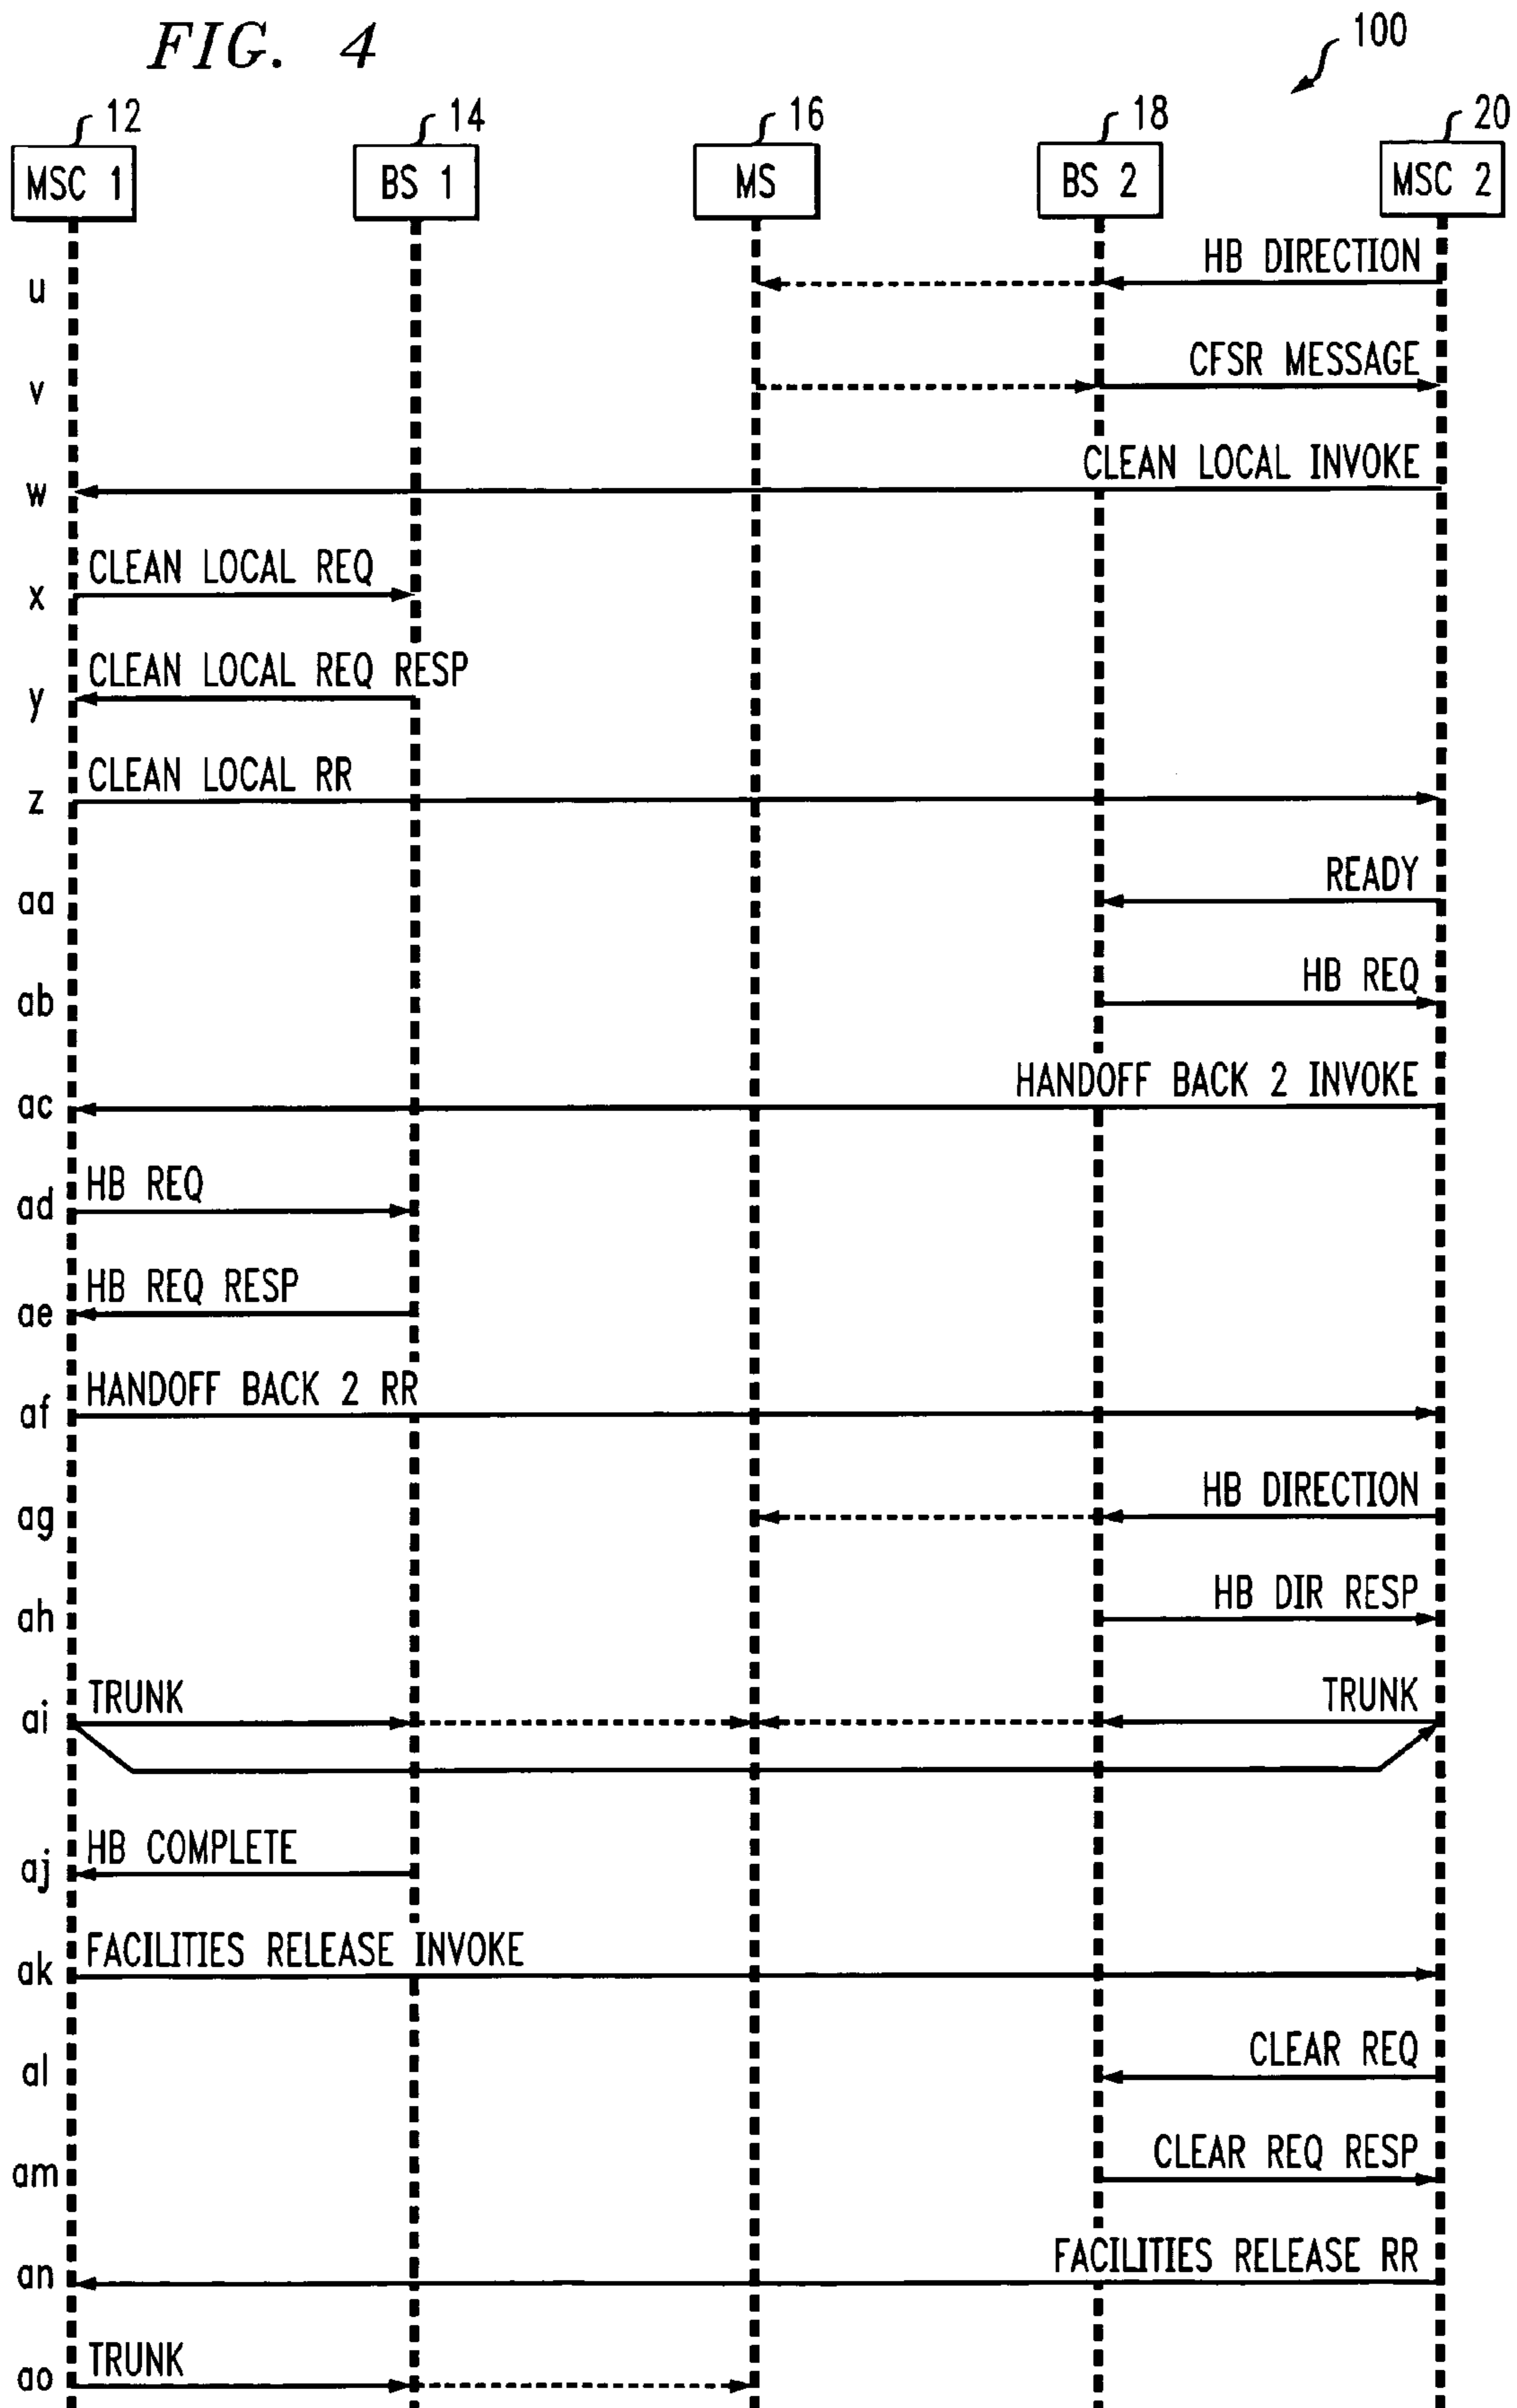 FIG. 4
100
12 14 16 18 20
MSC 1 BS 1 MS BS 2 MSC 2
u HB DIRECTION
v CFSR MESSAGE
w CLEAN LOCAL INVOKE
x CLEAN LOCAL REQ
y CLEAN LOCAL REQ RESP
z CLEAN LOCAL RR
aa READY
ab HB REQ
ac HANDOFF BACK 2 INVOKE
ad HB REQ
ae HB REQ RESP
af HANDOFF BACK 2 RR
ag HB DIRECTION
ah HB DIR RESP
ai TRUNK TRUNK
aj HB COMPLETE
ak FACILITIES RELEASE INVOKE
al CLEAR REQ
am CLEAR REQ RESP
an FACILITIES RELEASE RR
ao TRUNK